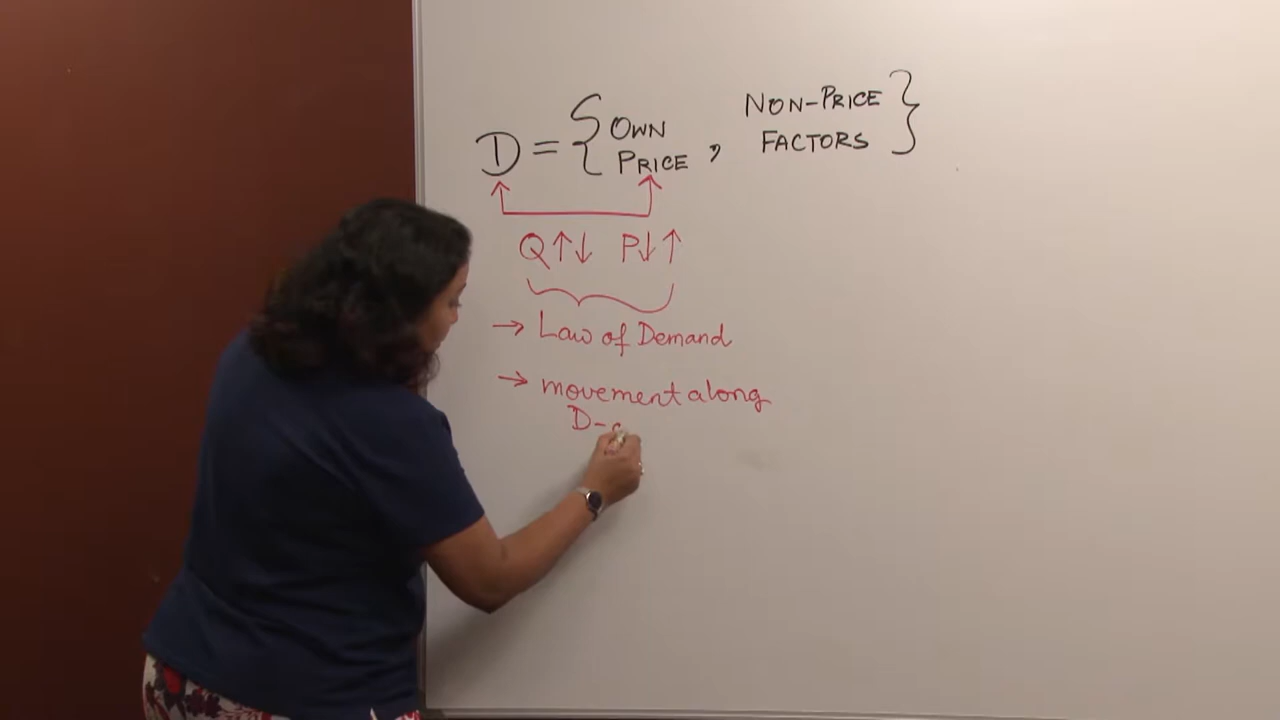 D = { OWN PRICE , NON-PRICE FACTORS }
Q↑↓ P↓↑
→ Law of Demand
→ movement along
D-c